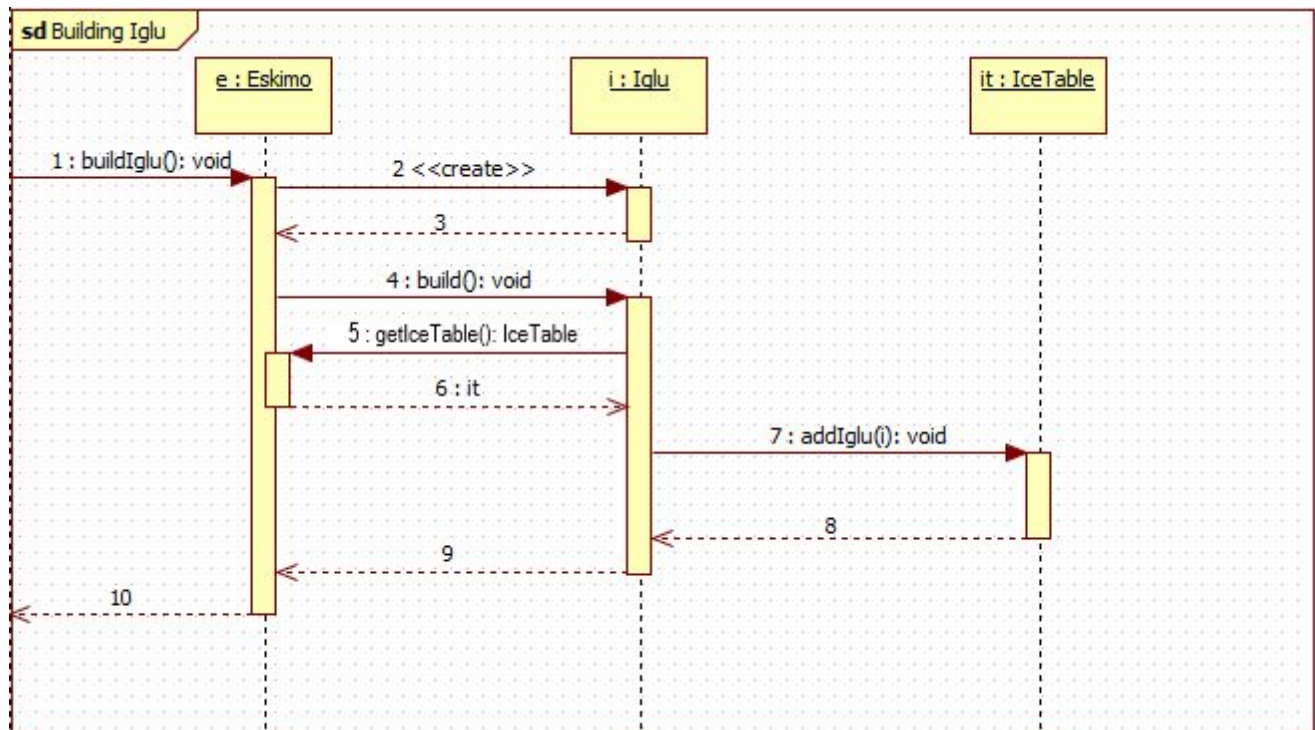 sd Building Iglu
e : Eskimo
i : Iglu
it : IceTable
1 : buildIglu(): void
2 <<create>>
3
4 : build(): void
5 : getIceTable(): IceTable
6 : it
7 : addIglu(i): void
8
9
10